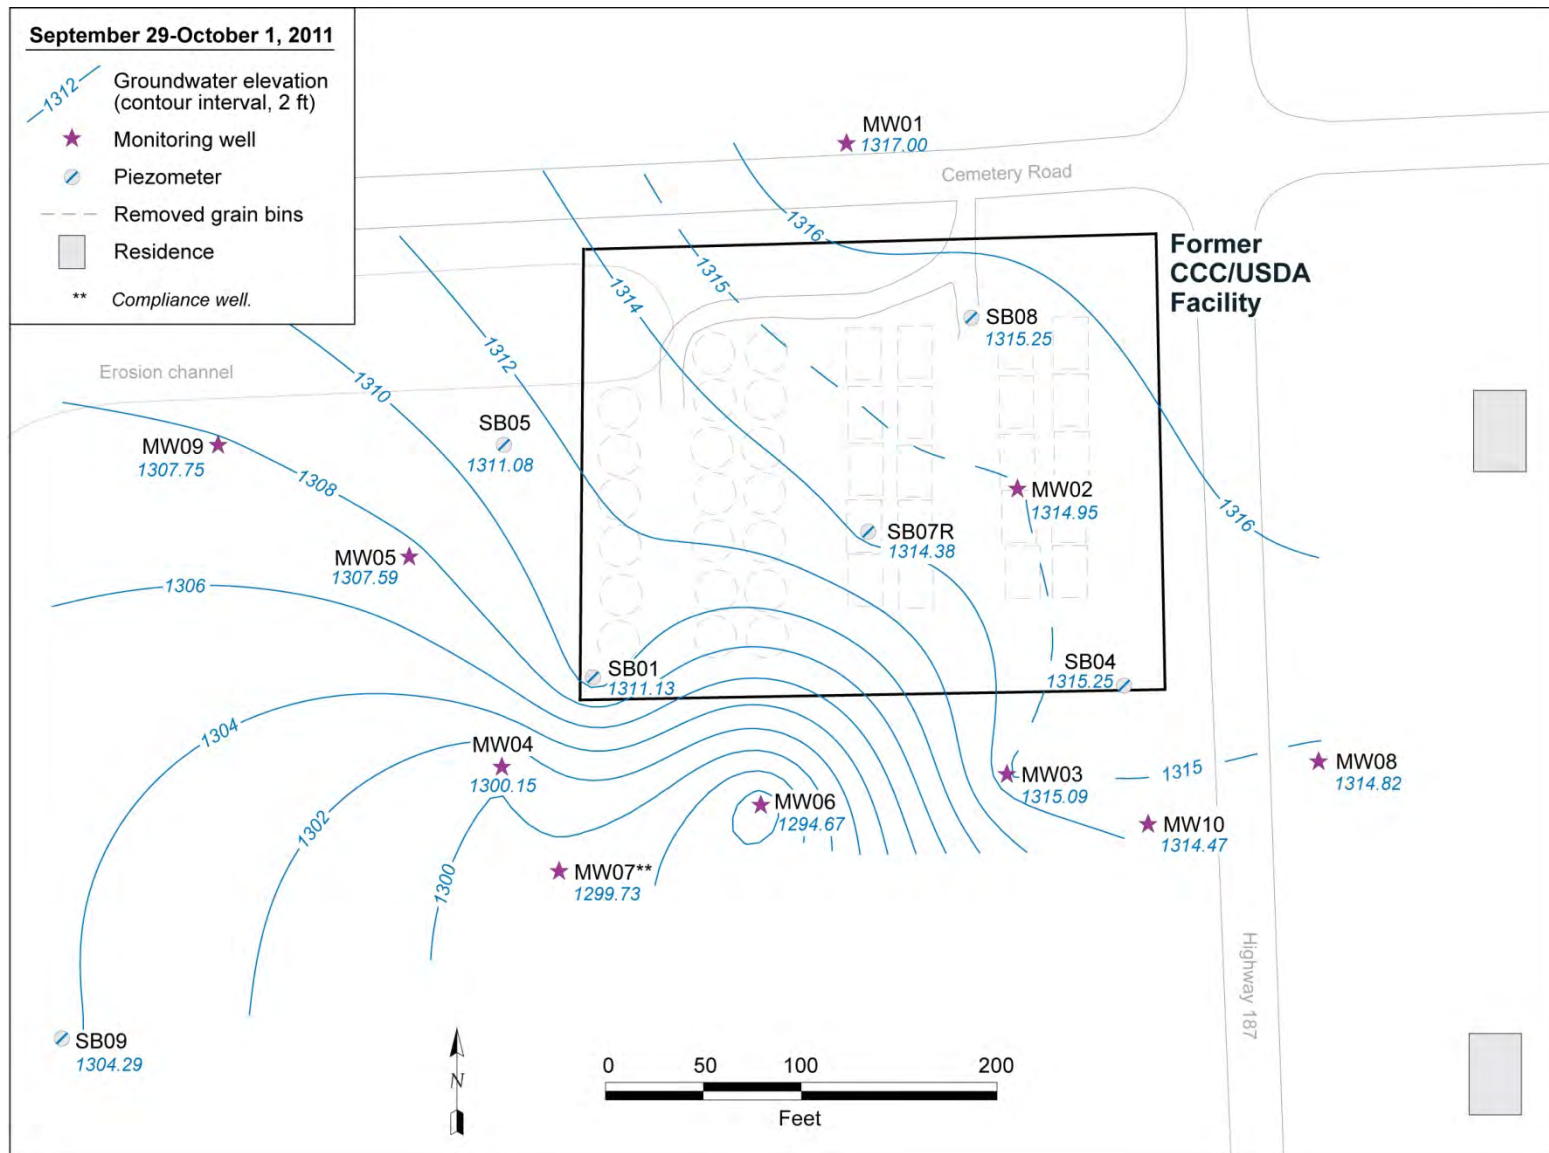 September 29-October 1, 2011
1312
Groundwater elevation
(contour interval, 2 ft)
Monitoring well
Piezometer
Removed grain bins
Residence
** Compliance well.
MW01
1317.00
Cemetery Road
1316
Former
CCC/USDA
Facility
1315
1314
SB08
1315.25
1312
Erosion channel
1310
SB05
1311.08
MW09
1307.75
1308
MW02
1314.95
1316
SB07R
1314.38
MW05
1307.59
1306
SB01
1311.13
SB04
1315.25
1304
MW04
1300.15
MW03
1315.09
1315
MW08
1314.82
MW06
1294.67
1302
MW10
1314.47
1300
MW07**
1299.73
Highway 187
SB09
1304.29
N
0 50 100 200
Feet